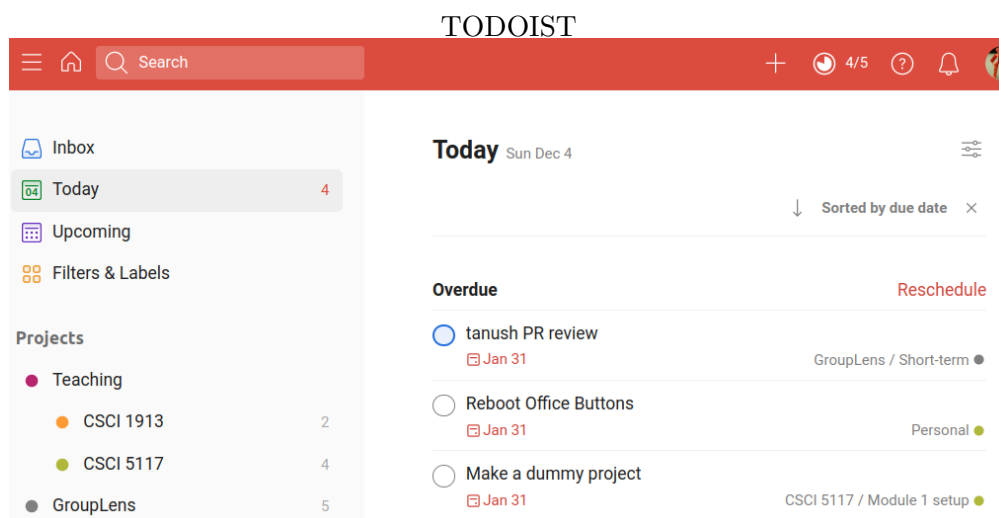 TODOIST
Search
4/5
Inbox
04 Today 4
Upcoming
Filters & Labels
Projects
Teaching
CSCI 1913 2
CSCI 5117 4
GroupLens 5
Today Sun Dec 4
Sorted by due date
Overdue Reschedule
tanush PR review
Jan 31 GroupLens / Short-term
Reboot Office Buttons
Jan 31 Personal
Make a dummy project
Jan 31 CSCI 5117 / Module 1 setup